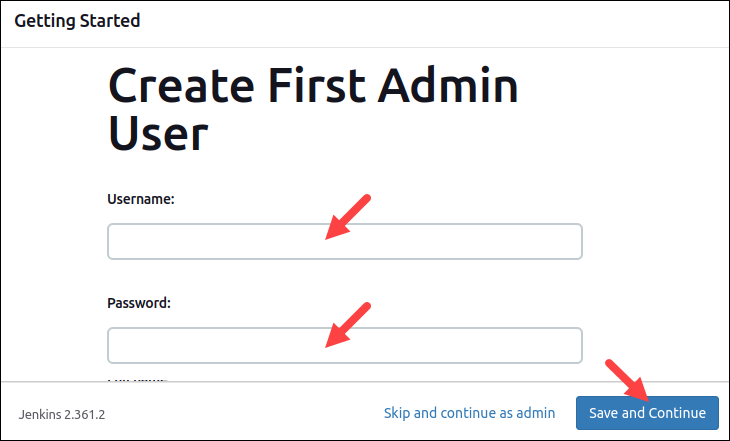 Getting Started
Create First Admin
User
Username:
Password:
Jenkins 2.361.2
Skip and continue as admin
Save and Continue